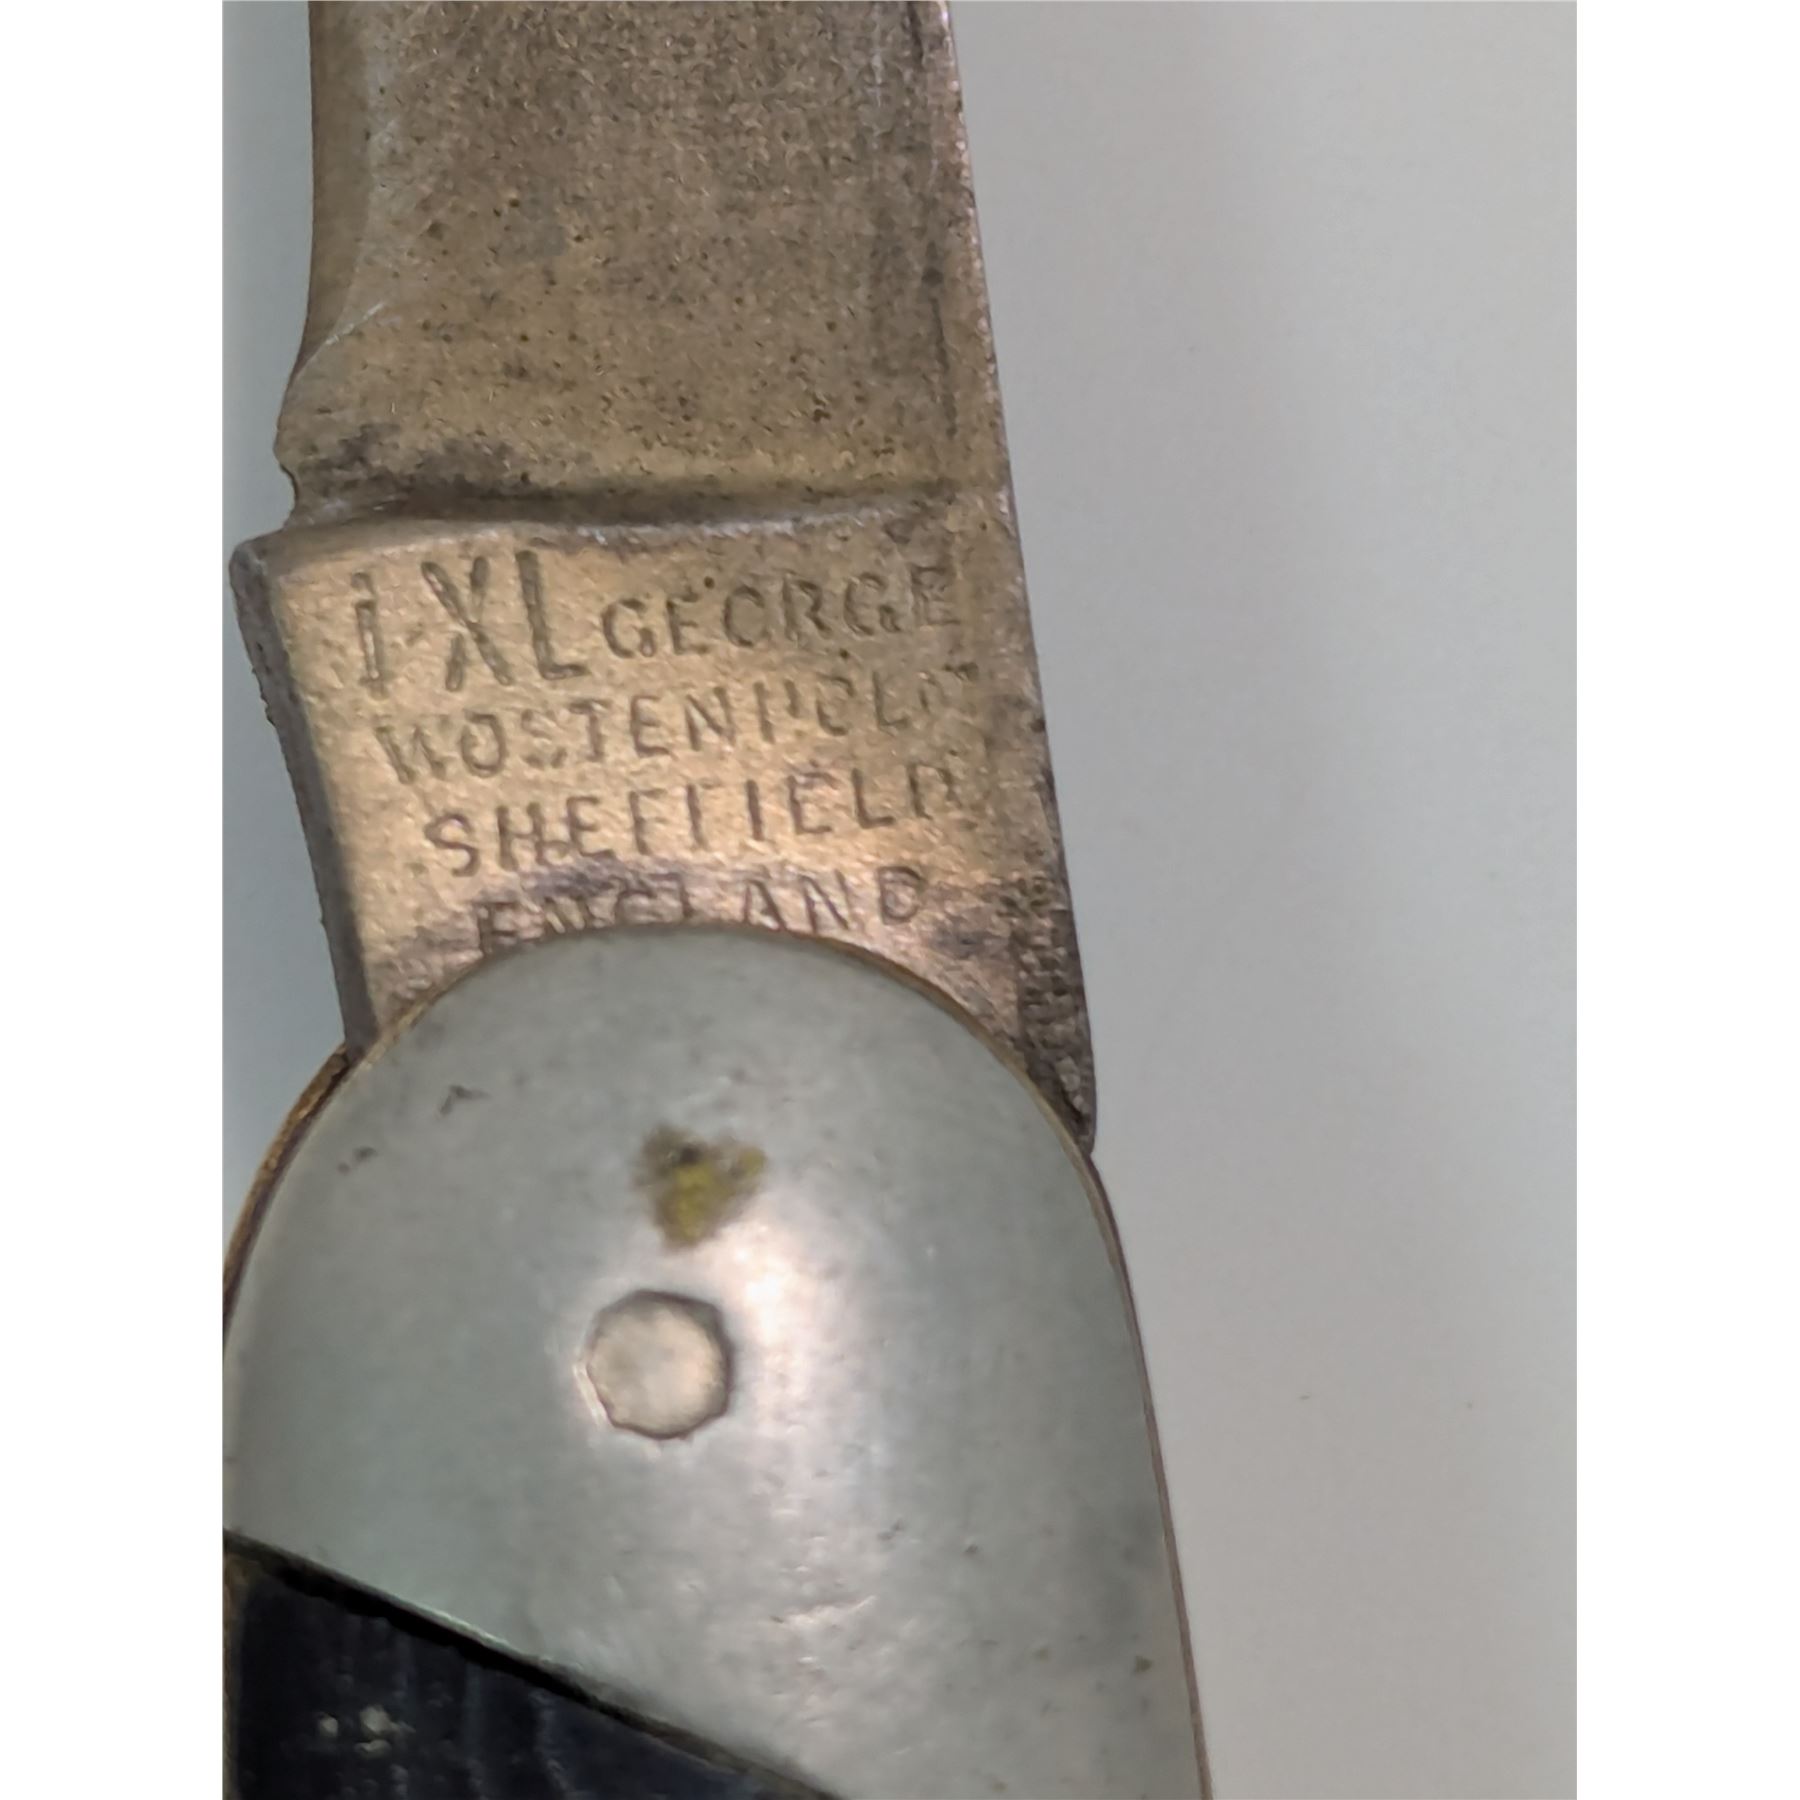 I·XL GEORGE
WOSTENHOLM
SHEFFIELD
ENGLAND